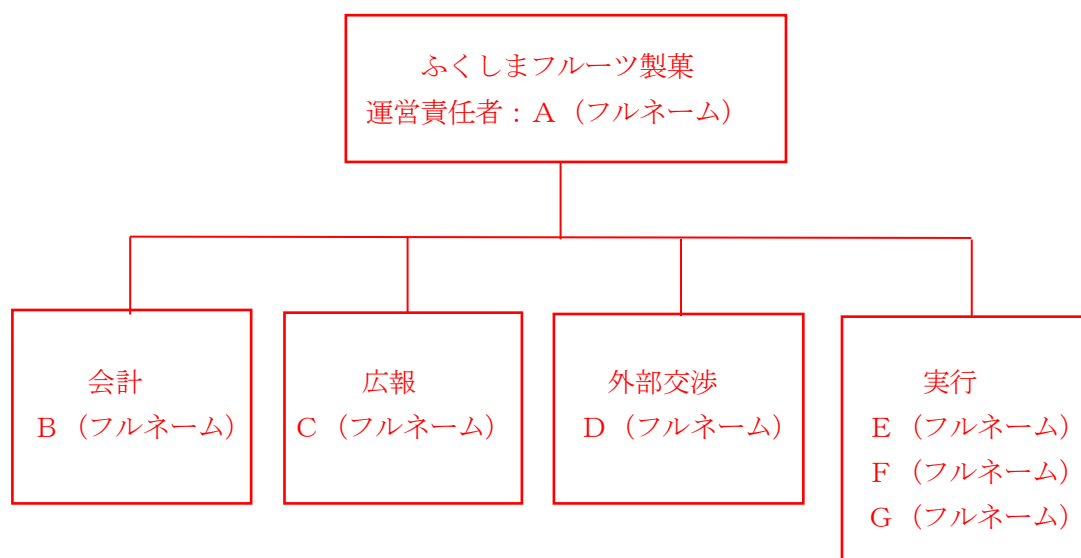 ふくしまフルーツ製菓
運営責任者：Ａ（フルネーム）
会計
Ｂ（フルネーム）
広報
Ｃ（フルネーム）
外部交渉
Ｄ（フルネーム）
実行
Ｅ（フルネーム）
Ｆ（フルネーム）
Ｇ（フルネーム）